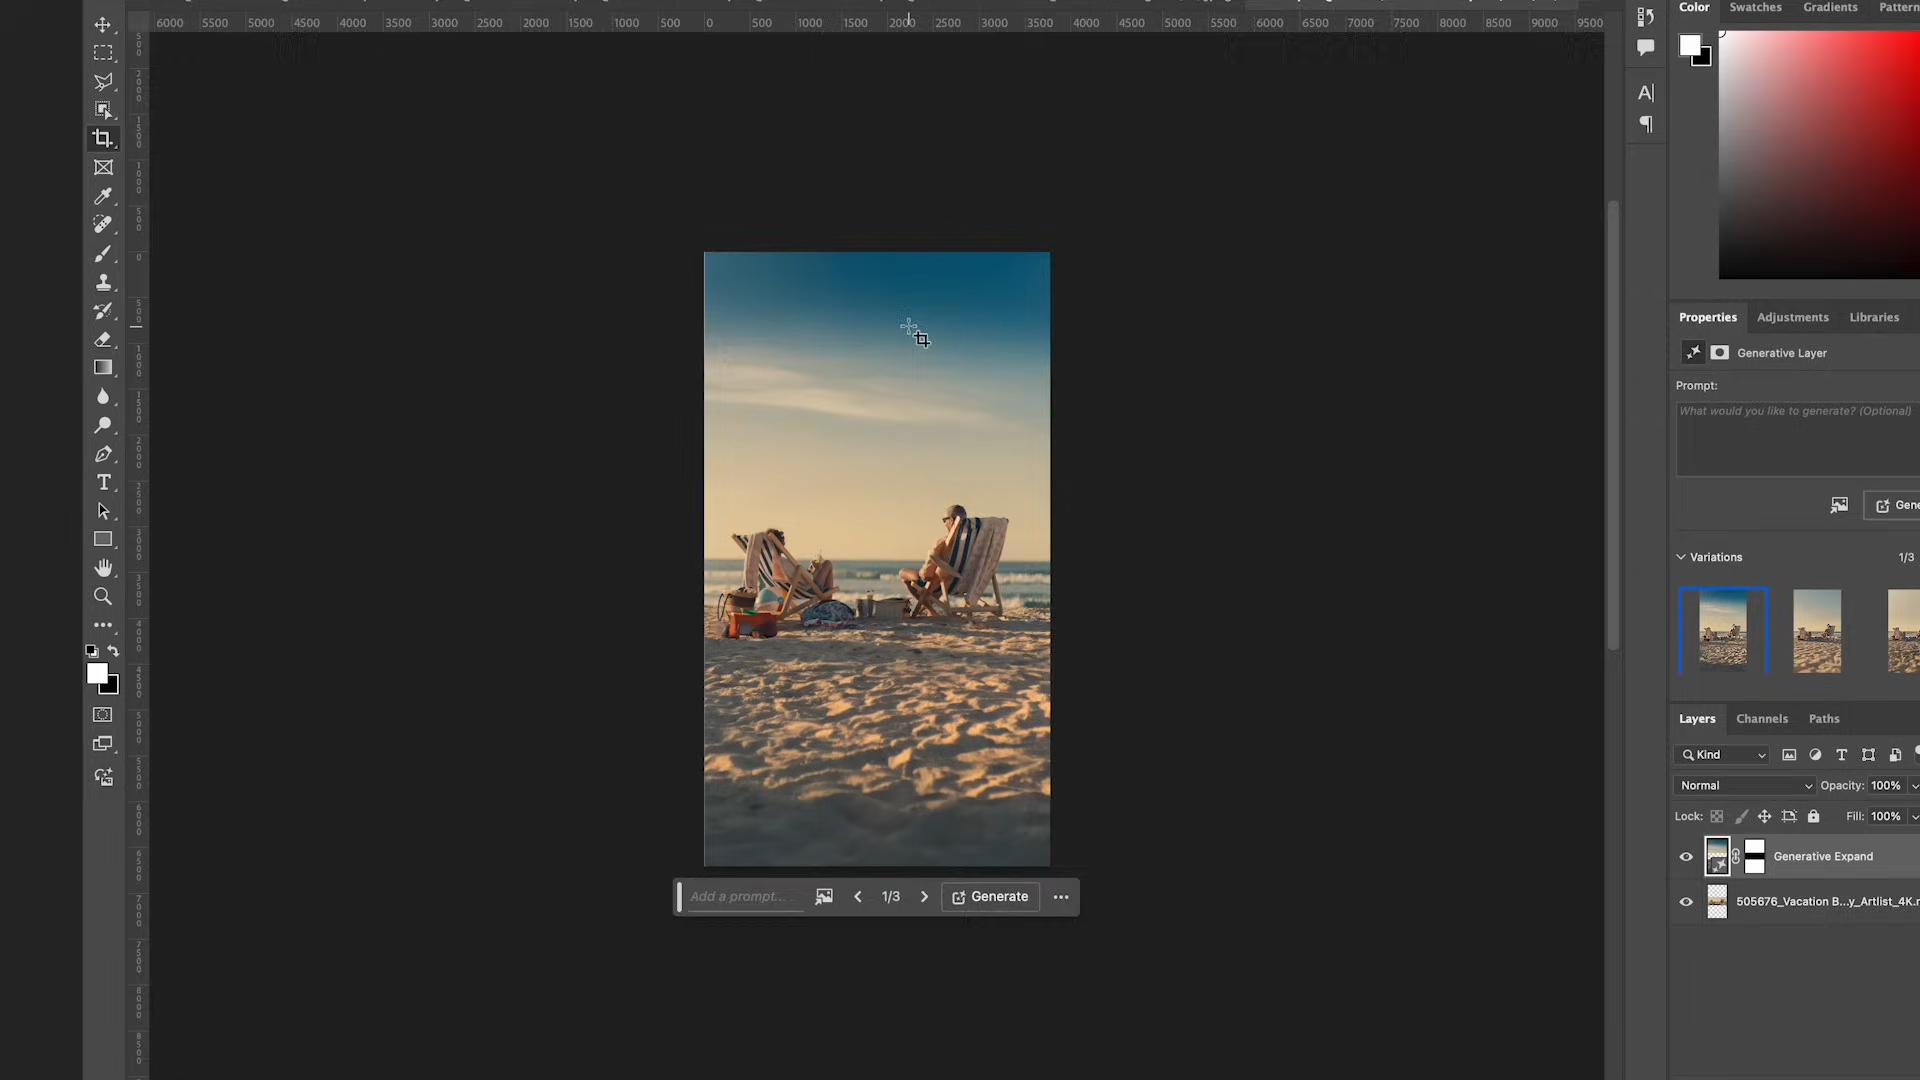 6000 5500 5000 4500 4000 3500 3000 2500 2000 1500 1000 500 0 500 1000 1500 2000 2500 3000 3500 4000 4500 5000 5500 6000 6500 7000 7500 8000 8500 9000 9500
Color Swatches Gradients Pattern
Properties Adjustments Libraries
Generative Layer
Prompt:
What would you like to generate? (Optional)
Gene
Variations 1/3
Layers Channels Paths
Kind
Normal Opacity: 100%
Lock: Fill: 100%
Generative Expand
505676_Vacation B...y_Artlist_4K.r
Add a prompt... 1/3 Generate